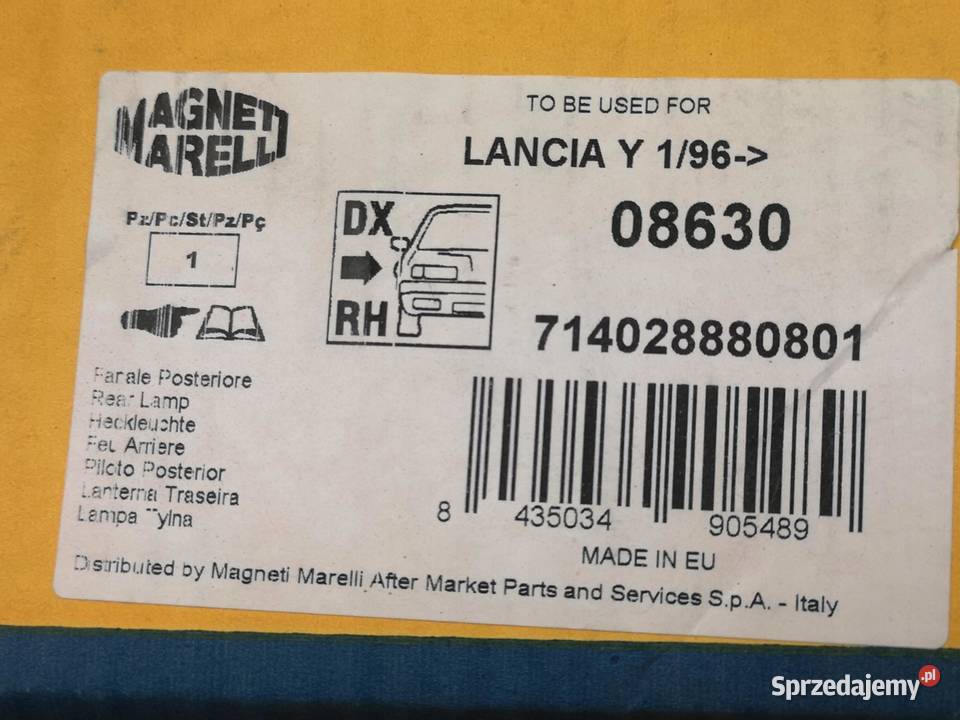 MAGNETI
MARELLI
TO BE USED FOR
LANCIA Y 1/96->
Pz/Pc/St/Pz/Pç
1
DX
RH
08630
714028880801
Fanale Posteriore
Rear Lamp
Heckleuchte
Feu Arriere
Piloto Posterior
Lanterna Traseira
Lampa Tylna
8 435034 905489
MADE IN EU
Distributed by Magneti Marelli After Market Parts and Services S.p.A. - Italy
Sprzedajemy.pl